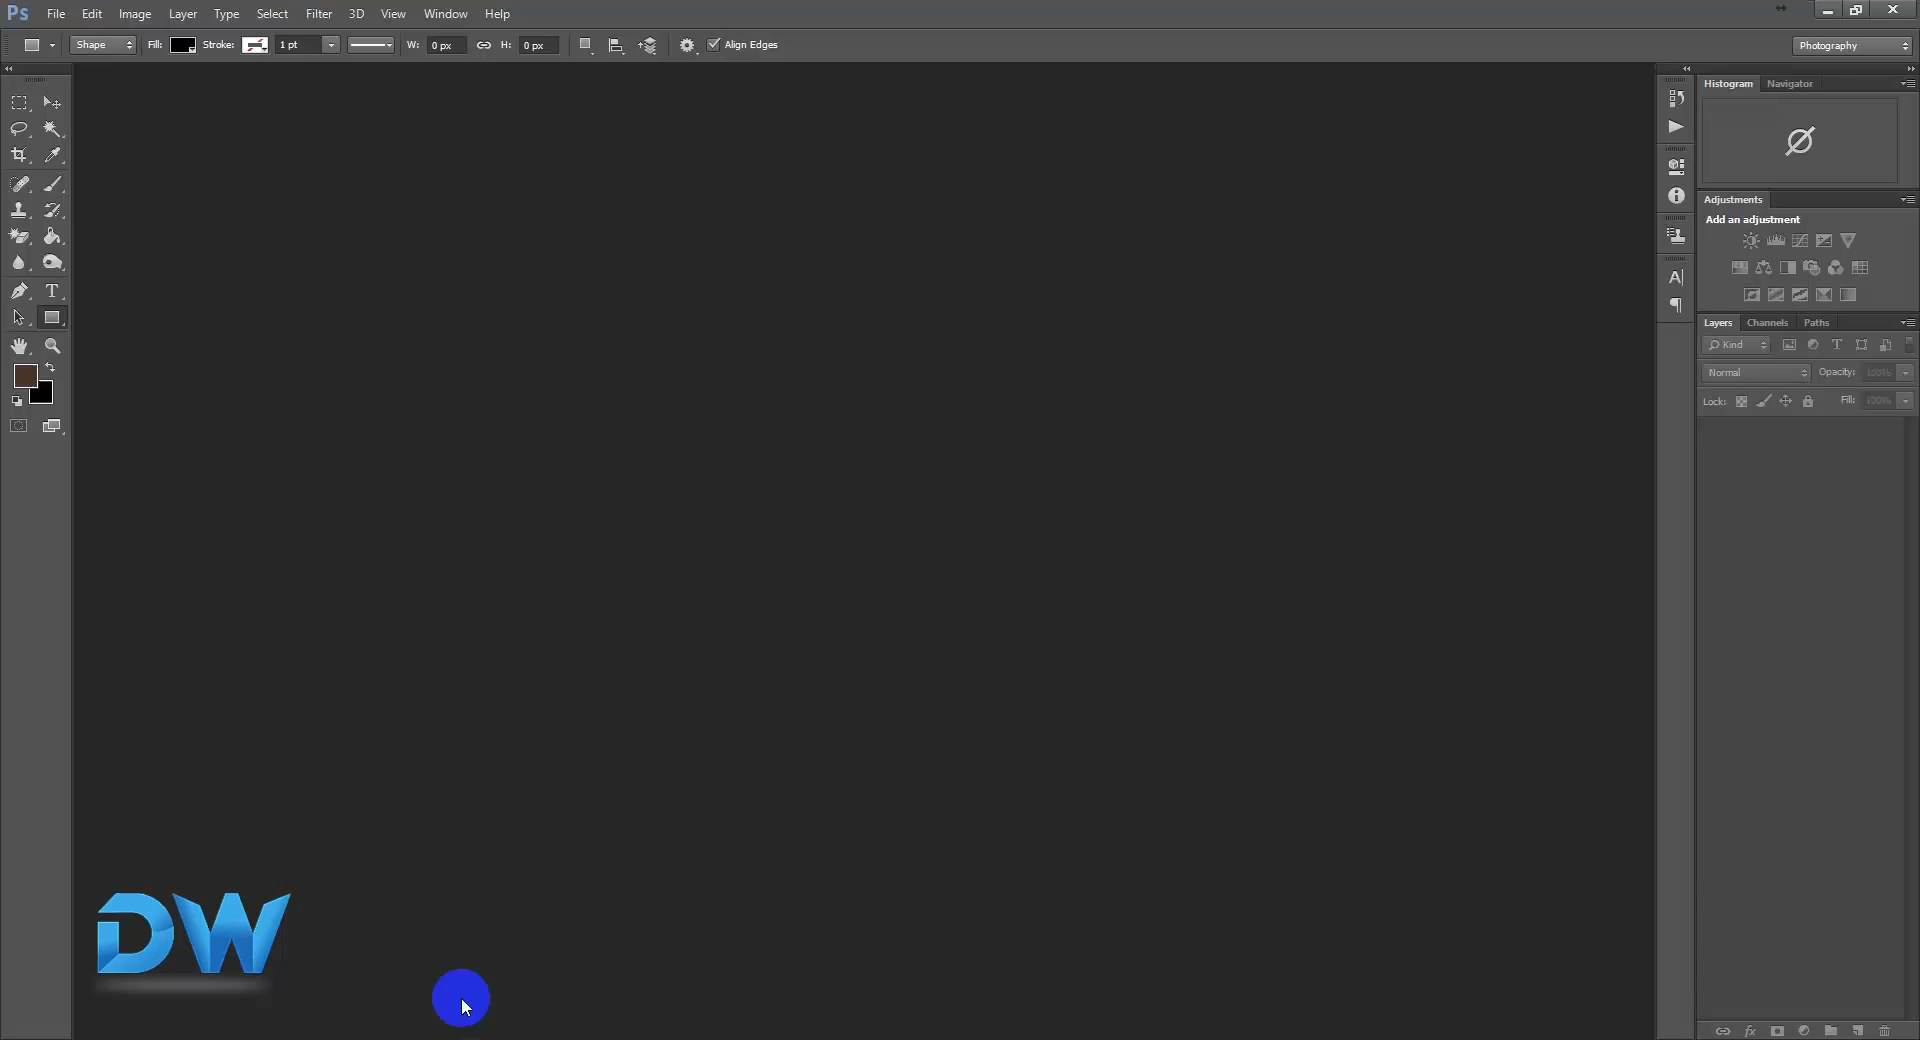 Ps File Edit Image Layer Type Select Filter 3D View Window Help
Shape Fill: Stroke: 1 pt W: 0 px H: 0 px Align Edges Photography
Histogram Navigator
Adjustments
Add an adjustment
Layers Channels Paths
Kind T
Normal Opacity: 100%
Lock: Fill: 100%
T
A
DW
fx